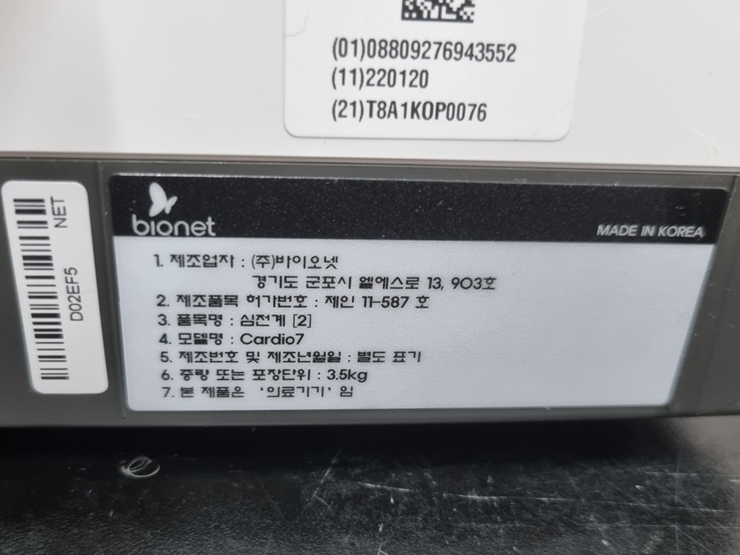 (01)08809276943552
(11)220120
(21)T8A1KOP0076
NET
D02EF5
bionet
MADE IN KOREA
1. 제조업자 : (주)바이오넷
경기도 군포시 엘에스로 13, 903호
2. 제조품목 허가번호 : 제인 11-587 호
3. 품목명 : 심전계 [2]
4. 모델명 : Cardio7
5. 제조번호 및 제조년월일 : 별도 표기
6. 중량 또는 포장단위 : 3.5kg
7. 본 제품은 '의료기기' 임